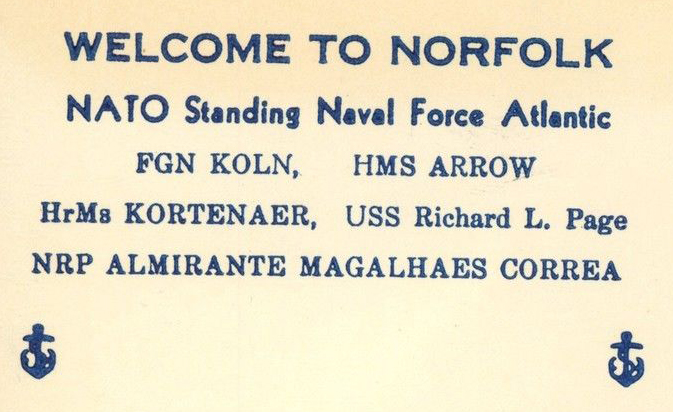 WELCOME TO NORFOLK
NATO Standing Naval Force Atlantic
FGN KOLN, HMS ARROW
HrMs KORTENAER, USS Richard L. Page
NRP ALMIRANTE MAGALHAES CORREA